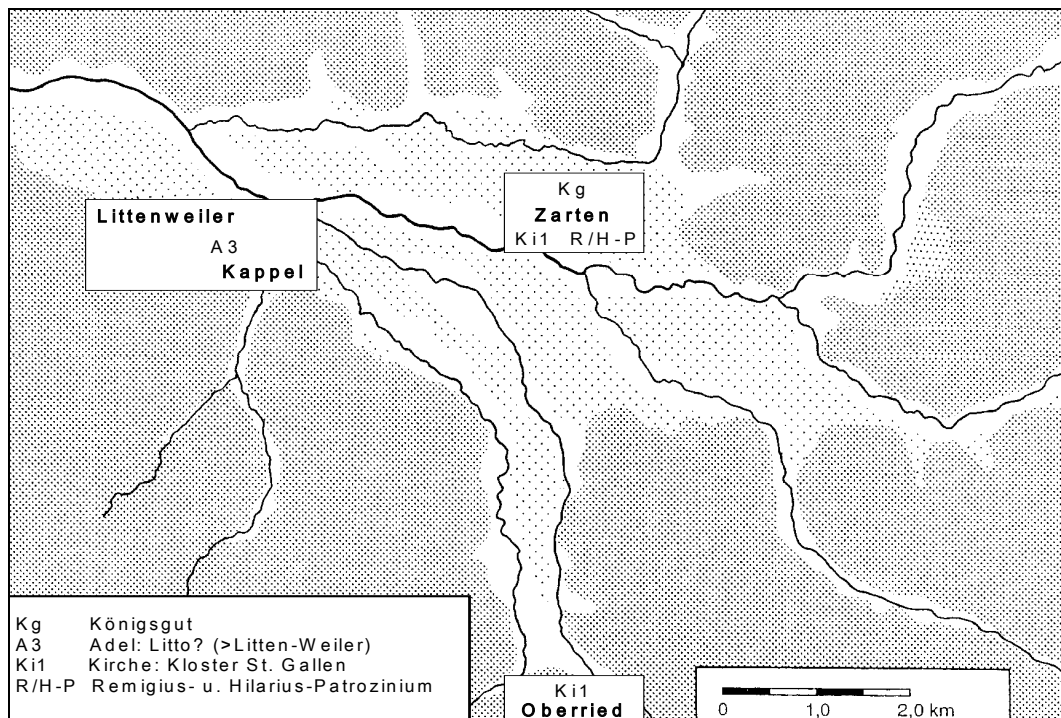 Littenweiler
A3
Kappel
Kg
Zarten
Ki1 R/H-P
Kg Königsgut
A3 Adel: Litto? (>Litten-Weiler)
Ki1 Kirche: Kloster St. Gallen
R/H-P Remigius- u. Hilarius-Patrozinium
Ki1
Oberried
0 1,0 2,0 km